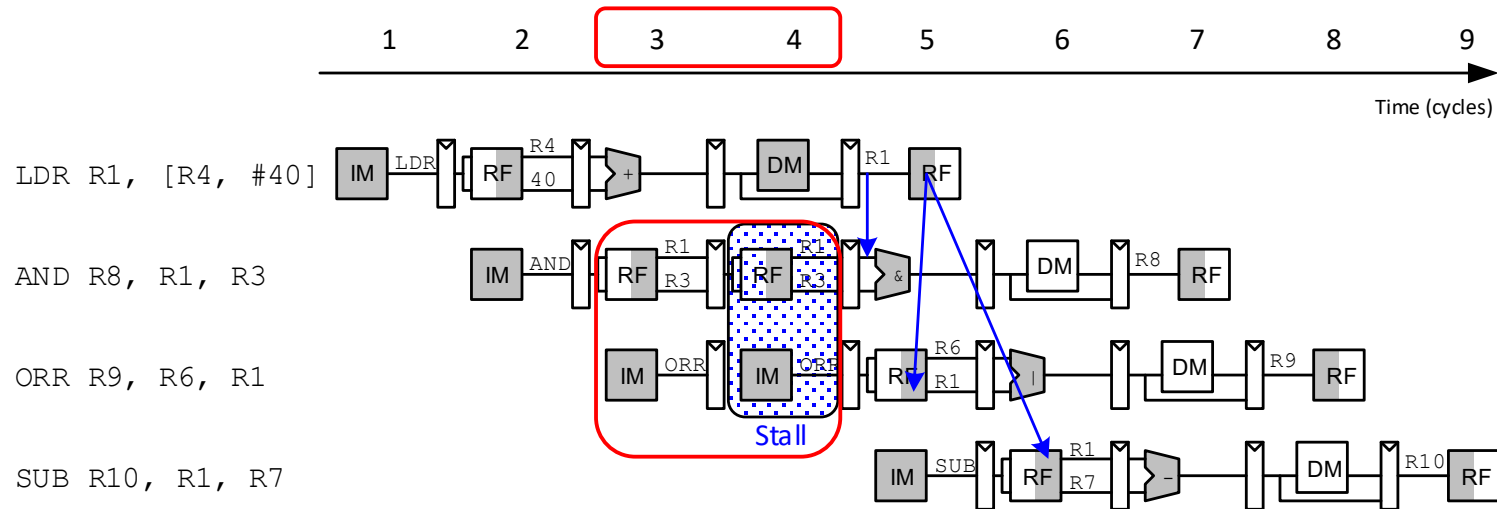 1 2 3 4 5 6 7 8 9
Time (cycles)
LDR R1, [R4, #40] IM LDR RF R4 40 + DM R1 RF
AND R8, R1, R3 IM AND RF R1 R3 RF R1 R3 & DM R8 RF
ORR R9, R6, R1 IM ORR IM ORR RF R6 R1 | DM R9 RF
Stall
SUB R10, R1, R7 IM SUB RF R1 R7 - DM R10 RF